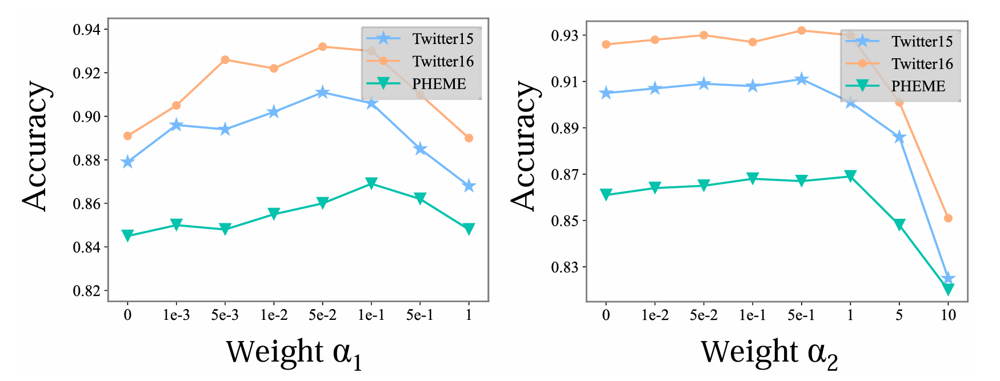 Accuracy
0.94
0.92
0.90
0.88
0.86
0.84
0.82
Twitter15
Twitter16
PHEME
0 1e-3 5e-3 1e-2 5e-2 1e-1 5e-1 1
Weight α₁
Accuracy
0.93
0.91
0.89
0.87
0.85
0.83
Twitter15
Twitter16
PHEME
0 1e-2 5e-2 1e-1 5e-1 1 5 10
Weight α₂